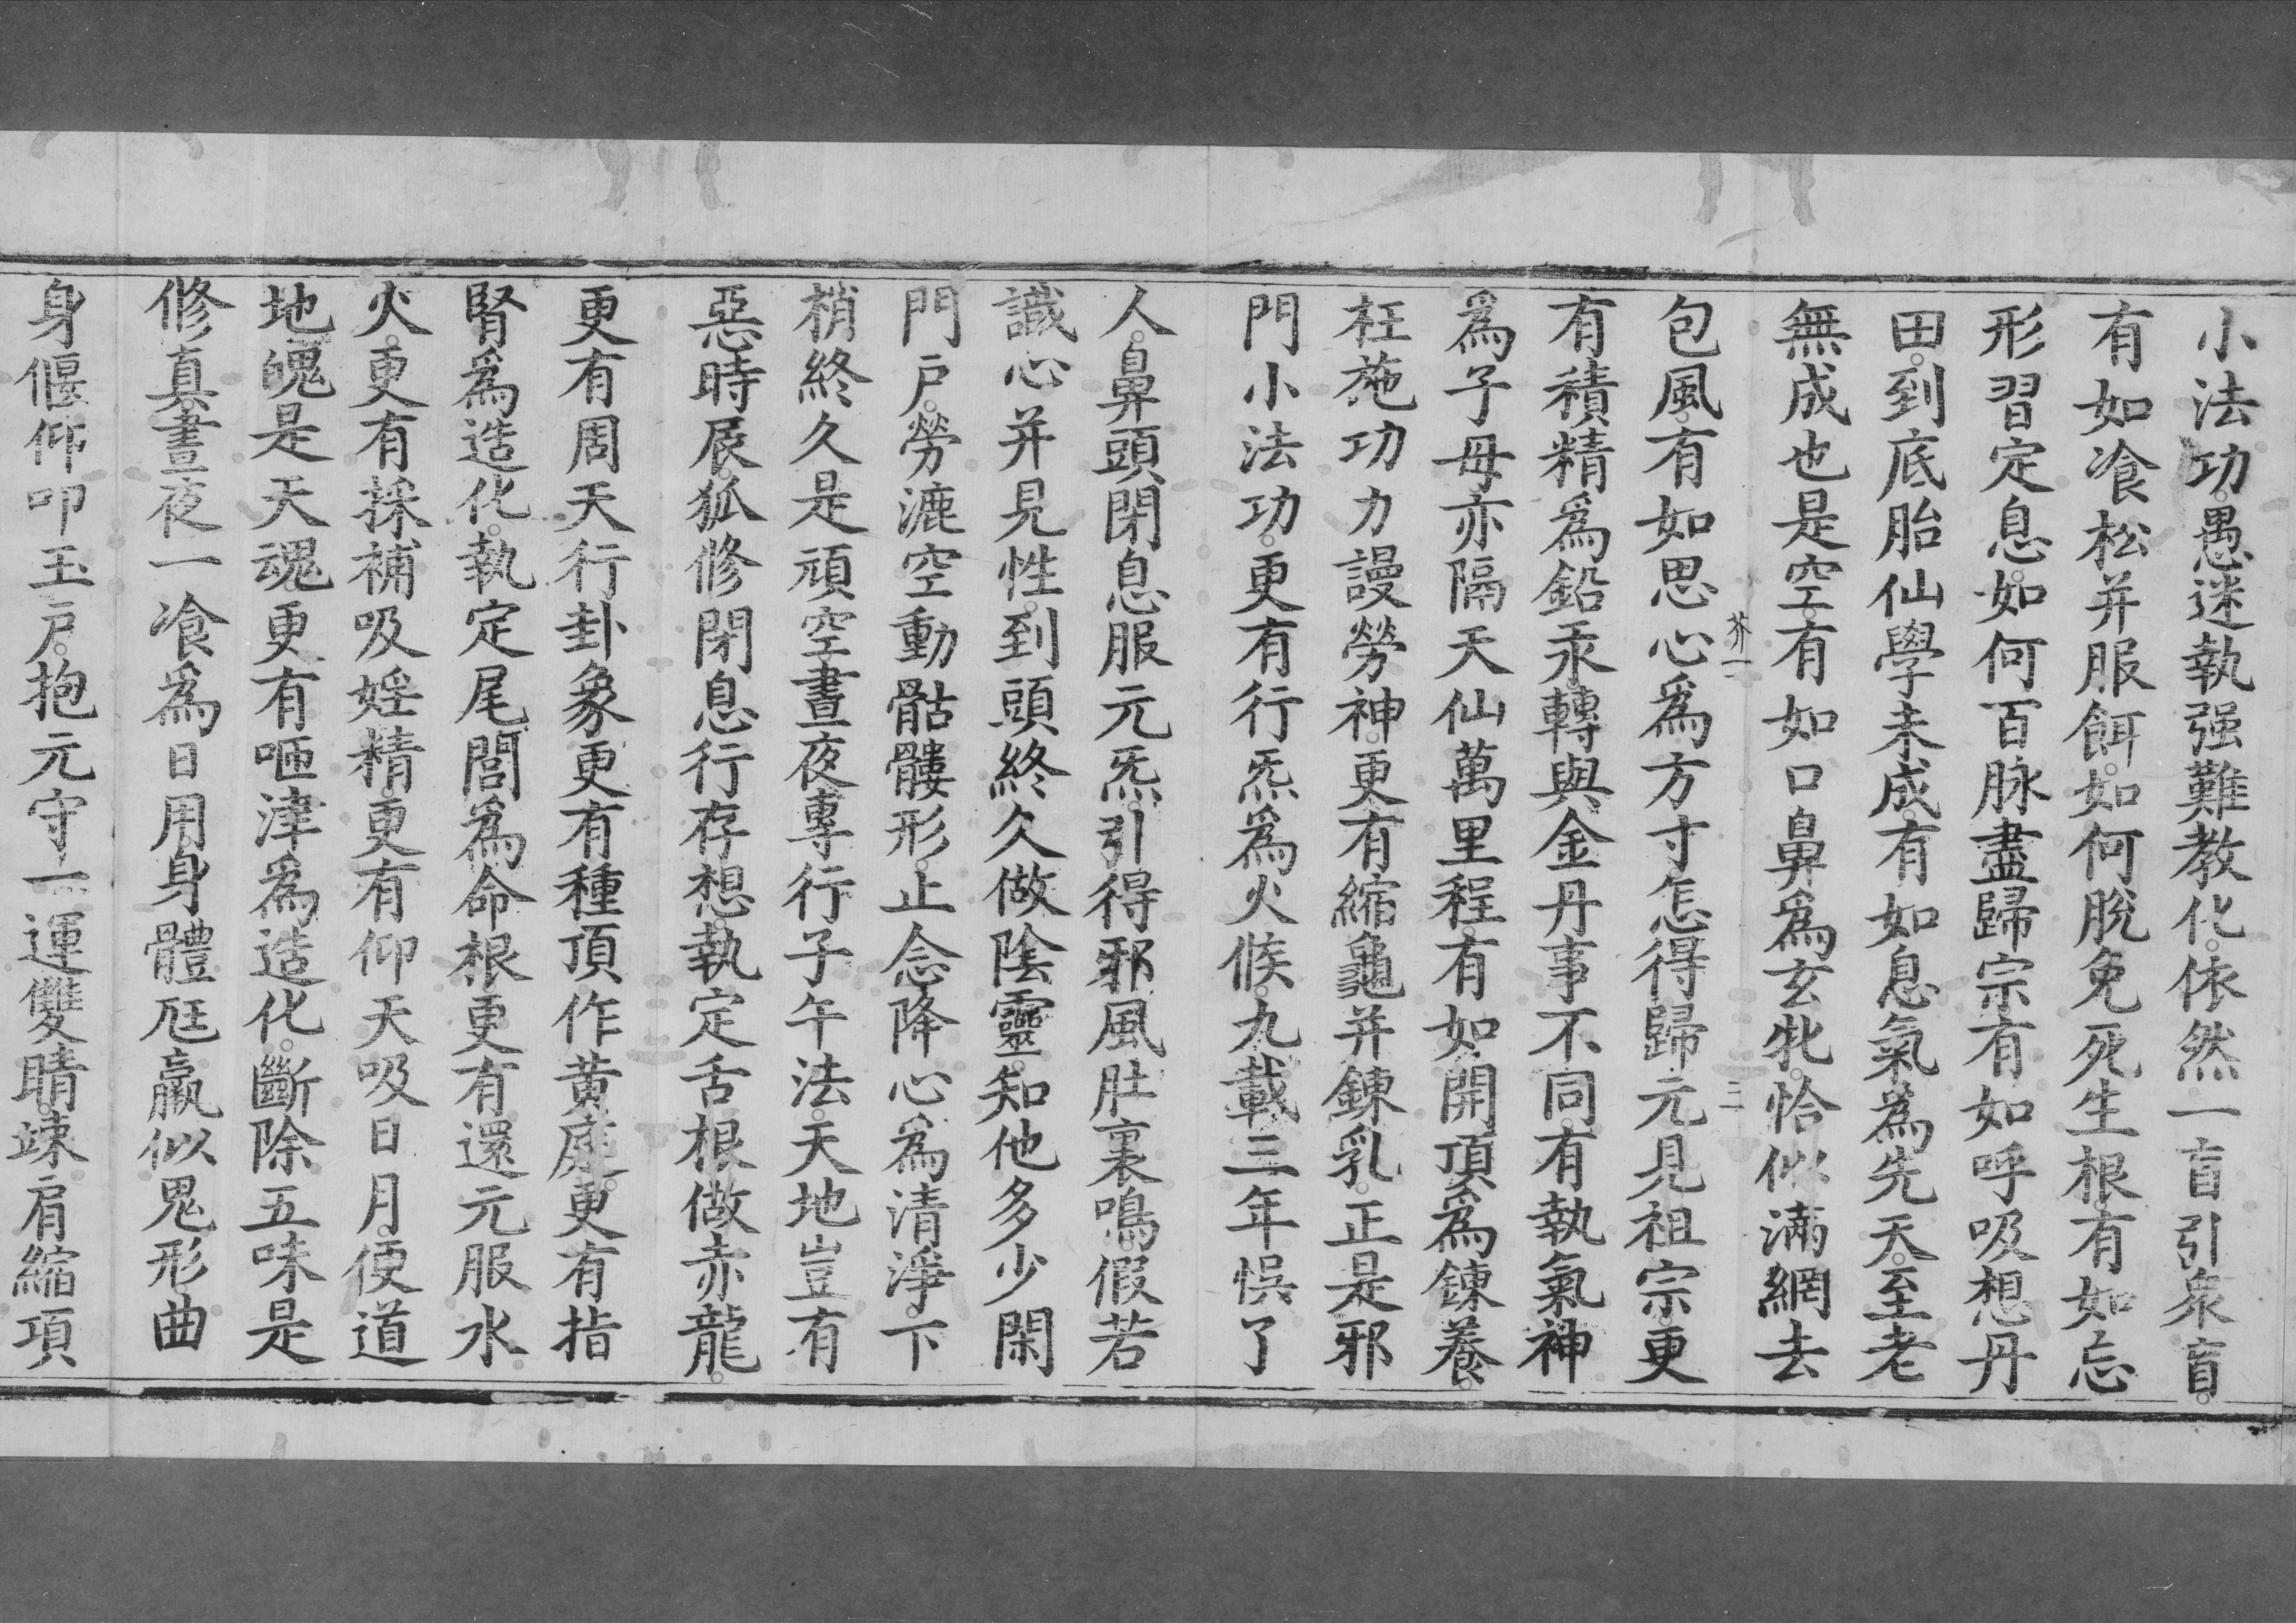 小法功愚迷執强難教化依然一盲引衆盲
有如飡松并服餌如何脫免死生根有如忘
形習定息如何百脉盡歸宗有如呼吸想丹
田到底胎仙學未成有如息氣為先天至老
無成也是空有如口鼻爲玄牝恰似滿網去
芥一 二
包風有如思心爲方寸怎得歸元見祖宗更
有積精爲鉛汞轉與金丹事不同有執氣神
爲子母亦隔天仙萬里程有如開頂爲鍊養
枉施功力謾勞神更有縮龜并鍊乳正是邪
門小法功更有行炁爲火候九載三年悞了
人鼻頭閉息服元炁引得邪風肚裏鳴假若
識心并見性到頭終久做陰靈知他多少閑
門戶勞漉空動骷髏形止念降心爲清淨下
梢終久是頑空晝夜專行子午法天地豈有
惡時辰狐修閉息行存想執定舌根做赤龍
更有周天行卦象更有種頂作黄庭更有指
腎爲造化執定尾閭爲命根更有還元服水
火更有採補吸婬精更有仰天吸日月便道
地魄是天魂更有咂津爲造化斷除五味是
修真晝夜一飡爲日用身體尫羸似鬼形曲
身偃仰叩玉戶抱元守一運雙睛竦肩縮項